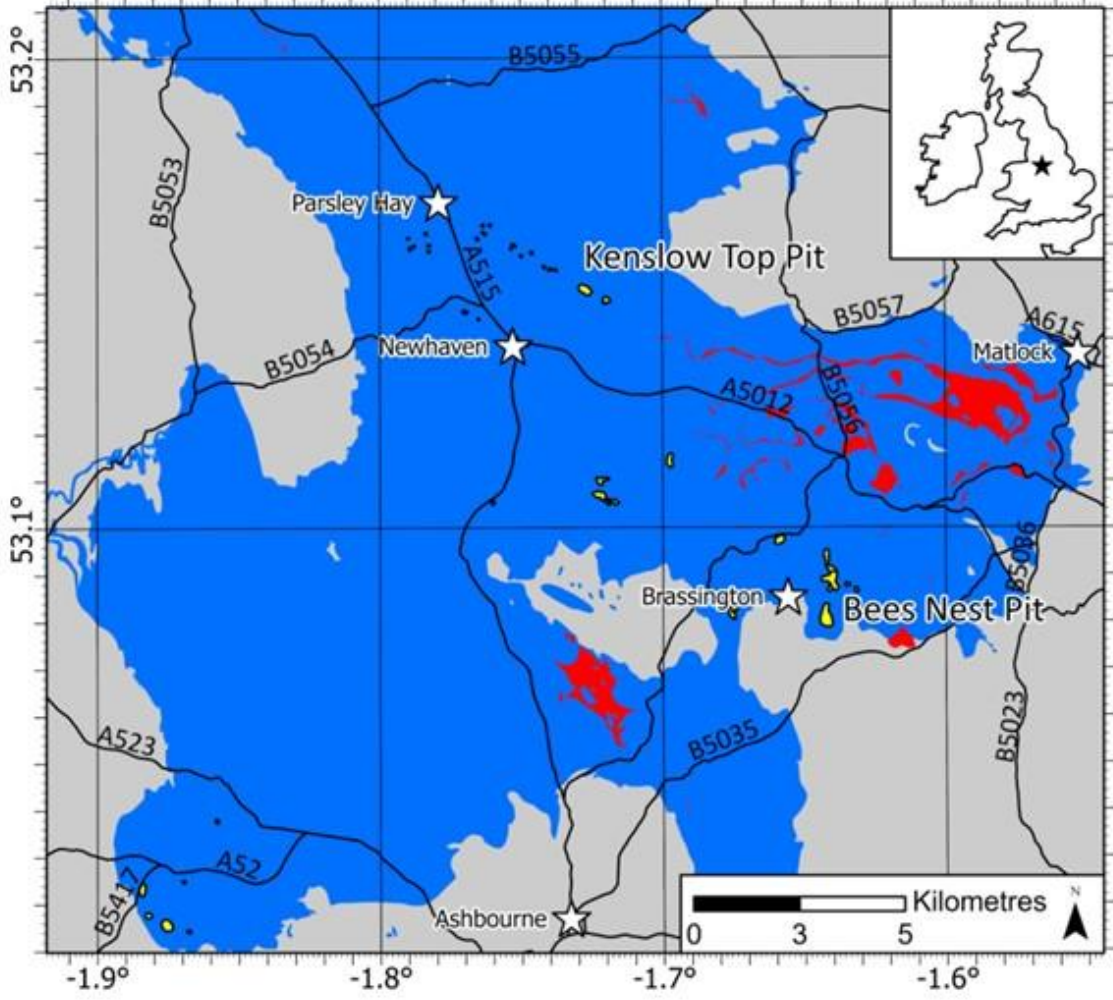 53.2°
B5055
B5053
Parsley Hay
A515
Kenslow Top Pit
B5057
A615
B5054
Newhaven
Matlock
A5012
B5056
53.1°
B5036
Brassington
Bees Nest Pit
B5023
A523
B5035
A52
B5417
Ashbourne
Kilometres
N
0 3 5
-1.9° -1.8° -1.7° -1.6°